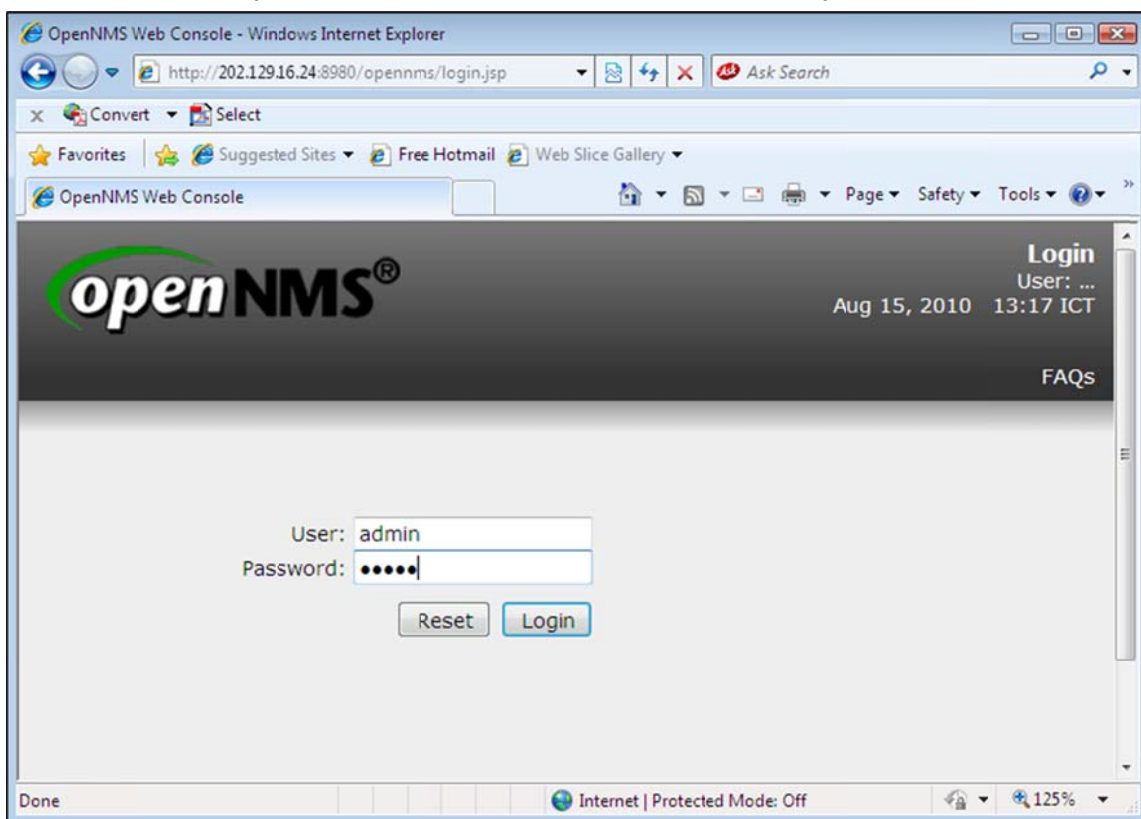 OpenNMS Web Console - Windows Internet Explorer
http://202.129.16.24:8980/opennms/login.jsp Ask Search
x Convert Select
Favorites Suggested Sites Free Hotmail Web Slice Gallery
OpenNMS Web Console Page Safety Tools »
openNMS®
Login
User: ...
Aug 15, 2010 13:17 ICT
FAQs
User: admin
Password: •••••
Reset Login
Done Internet | Protected Mode: Off 125%